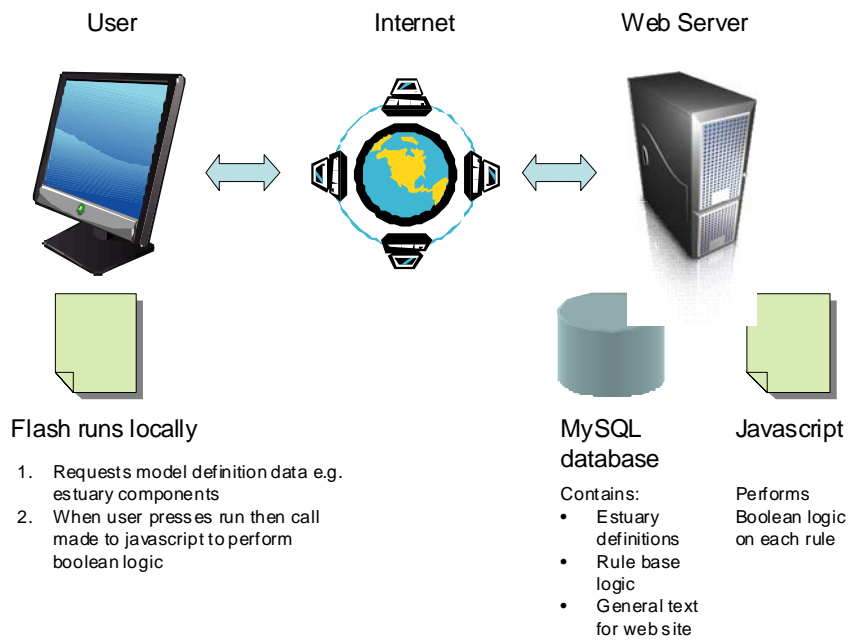 User
Internet
Web Server
Flash runs locally
1. Requests model definition data e.g.
estuary components
2. When user presses run then call
made to javascript to perform
boolean logic
MySQL
database
Contains:
• Estuary
definitions
• Rule base
logic
• General text
for web site
Javascript
Performs
Boolean logic
on each rule